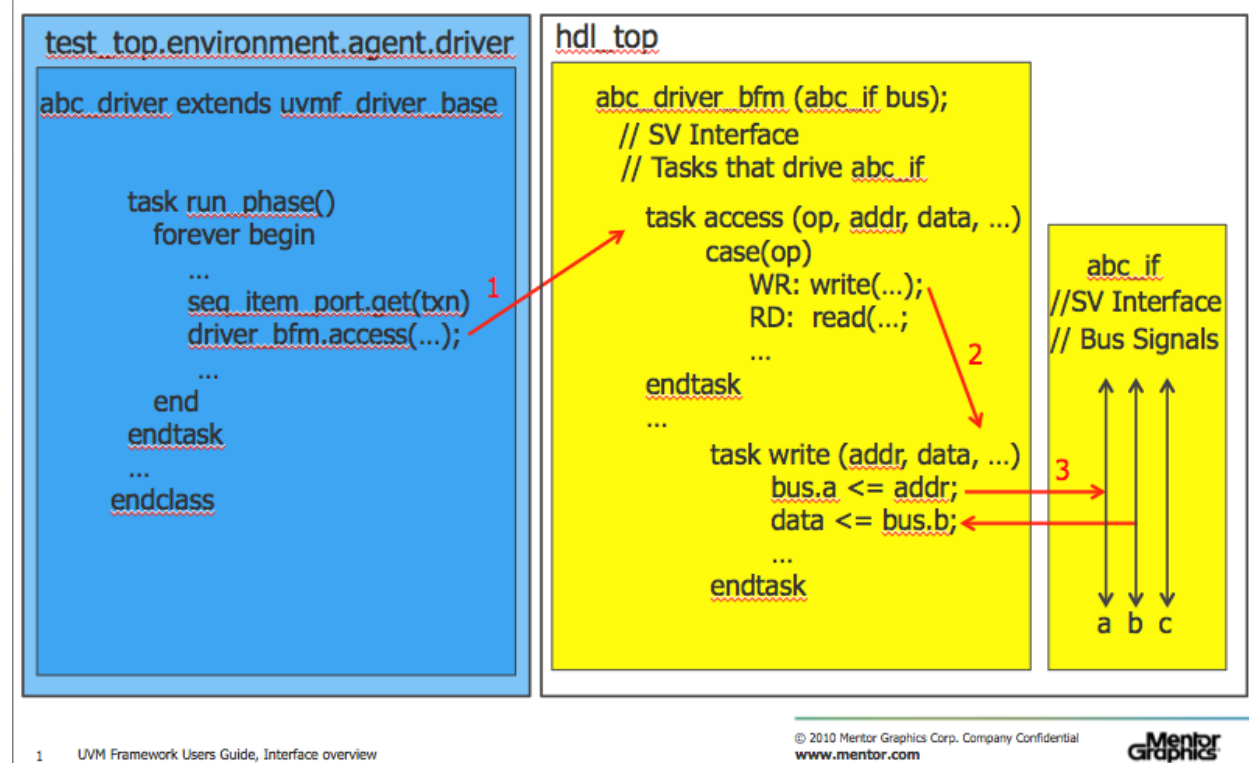 test_top.environment.agent.driver
abc_driver extends uvmf_driver_base
task run_phase()
forever begin
...
seq_item_port.get(txn)
driver_bfm.access(...);
...
end
endtask
...
endclass
1
hdl_top
abc_driver_bfm (abc_if bus);
// SV Interface
// Tasks that drive abc_if
task access (op, addr, data, ...)
case(op)
WR: write(...);
RD: read(...;
...
endtask
...
2
task write (addr, data, ...)
bus.a <= addr;
data <= bus.b;
...
endtask
3
abc_if
//SV Interface
// Bus Signals
a b c
1 UVM Framework Users Guide, Interface overview
© 2010 Mentor Graphics Corp. Company Confidential
www.mentor.com
Mentor
Graphics